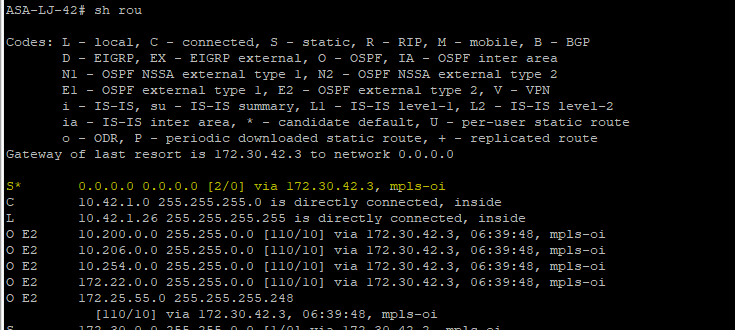 ASA-LJ-42# sh rou
Codes: L - local, C - connected, S - static, R - RIP, M - mobile, B - BGP
D - EIGRP, EX - EIGRP external, O - OSPF, IA - OSPF inter area
N1 - OSPF NSSA external type 1, N2 - OSPF NSSA external type 2
E1 - OSPF external type 1, E2 - OSPF external type 2, V - VPN
i - IS-IS, su - IS-IS summary, L1 - IS-IS level-1, L2 - IS-IS level-2
ia - IS-IS inter area, * - candidate default, U - per-user static route
o - ODR, P - periodic downloaded static route, + - replicated route
Gateway of last resort is 172.30.42.3 to network 0.0.0.0
S* 0.0.0.0 0.0.0.0 [2/0] via 172.30.42.3, mpls-oi
C 10.42.1.0 255.255.255.0 is directly connected, inside
L 10.42.1.26 255.255.255.255 is directly connected, inside
O E2 10.200.0.0 255.255.0.0 [110/10] via 172.30.42.3, 06:39:48, mpls-oi
O E2 10.206.0.0 255.255.0.0 [110/10] via 172.30.42.3, 06:39:48, mpls-oi
O E2 10.254.0.0 255.255.0.0 [110/10] via 172.30.42.3, 06:39:48, mpls-oi
O E2 172.22.0.0 255.255.0.0 [110/10] via 172.30.42.3, 06:39:48, mpls-oi
O E2 172.25.55.0 255.255.255.248
[110/10] via 172.30.42.3, 06:39:48, mpls-oi